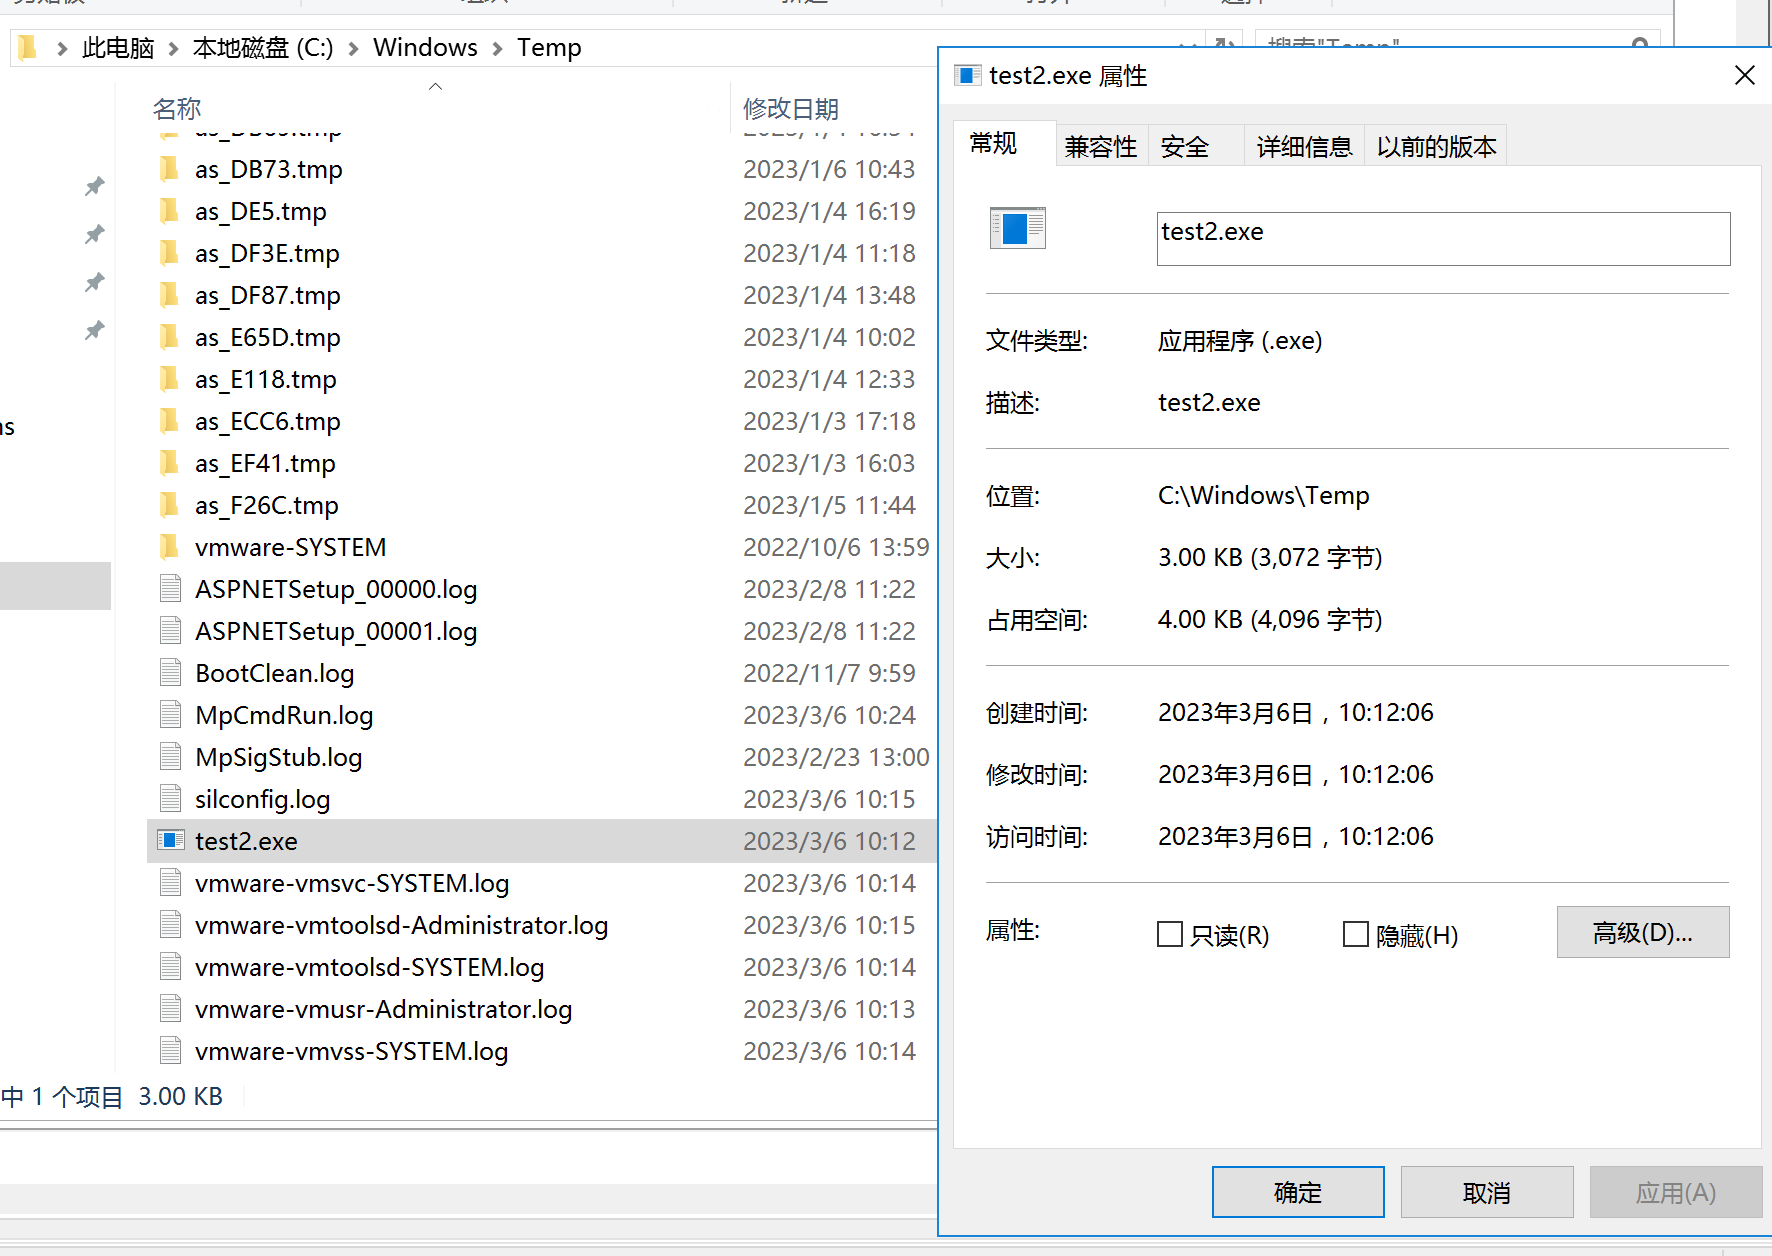 此电脑 本地磁盘 (C:) Windows Temp
搜索"Temp"
名称 修改日期
as_DB73.tmp 2023/1/6 10:43
as_DE5.tmp 2023/1/4 16:19
as_DF3E.tmp 2023/1/4 11:18
as_DF87.tmp 2023/1/4 13:48
as_E65D.tmp 2023/1/4 10:02
as_E118.tmp 2023/1/4 12:33
as_ECC6.tmp 2023/1/3 17:18
as_EF41.tmp 2023/1/3 16:03
as_F26C.tmp 2023/1/5 11:44
vmware-SYSTEM 2022/10/6 13:59
ASPNETSetup_00000.log 2023/2/8 11:22
ASPNETSetup_00001.log 2023/2/8 11:22
BootClean.log 2022/11/7 9:59
MpCmdRun.log 2023/3/6 10:24
MpSigStub.log 2023/2/23 13:00
silconfig.log 2023/3/6 10:15
test2.exe 2023/3/6 10:12
vmware-vmsvc-SYSTEM.log 2023/3/6 10:14
vmware-vmtoolsd-Administrator.log 2023/3/6 10:15
vmware-vmtoolsd-SYSTEM.log 2023/3/6 10:14
vmware-vmusr-Administrator.log 2023/3/6 10:13
vmware-vmvss-SYSTEM.log 2023/3/6 10:14
中 1 个项目 3.00 KB
test2.exe 属性
常规 兼容性 安全 详细信息 以前的版本
test2.exe
文件类型: 应用程序 (.exe)
描述: test2.exe
位置: C:\Windows\Temp
大小: 3.00 KB (3,072 字节)
占用空间: 4.00 KB (4,096 字节)
创建时间: 2023年3月6日，10:12:06
修改时间: 2023年3月6日，10:12:06
访问时间: 2023年3月6日，10:12:06
属性: 只读(R) 隐藏(H) 高级(D)...
确定 取消 应用(A)